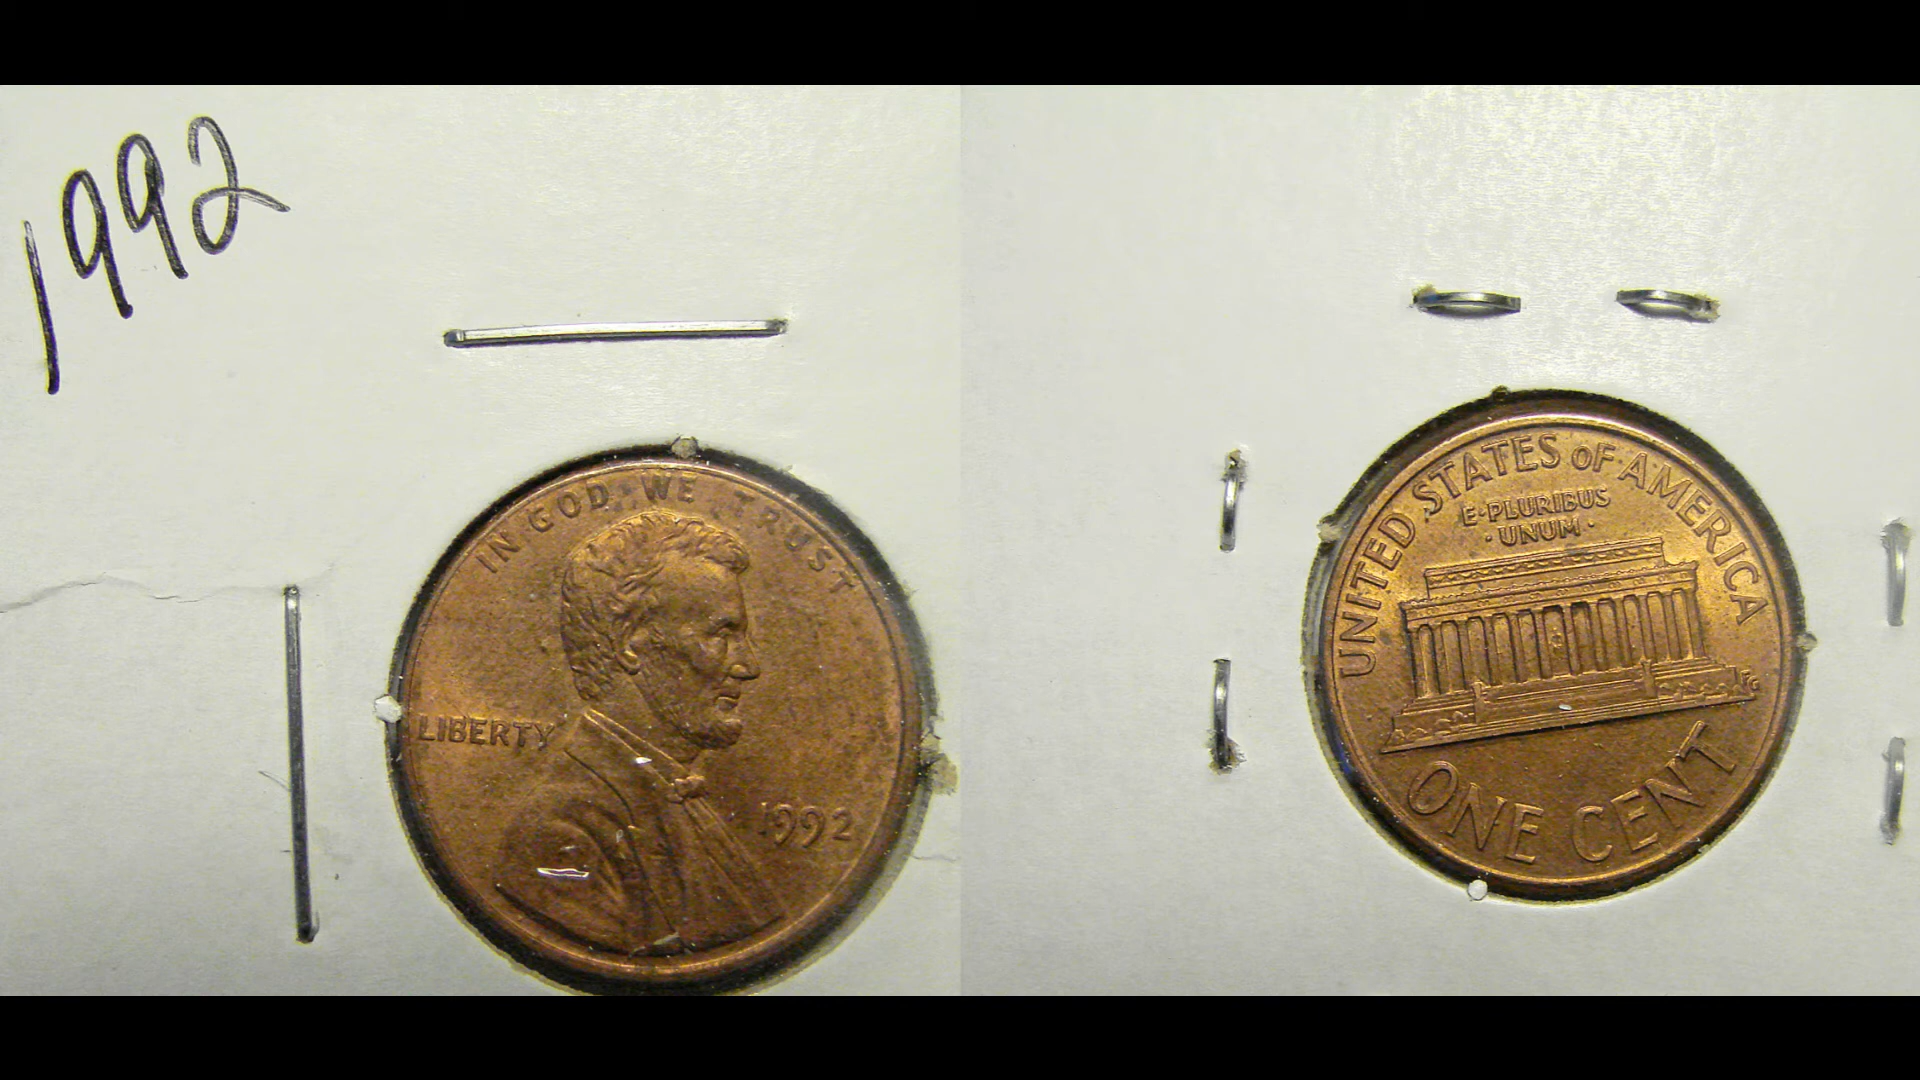 1992
IN GOD WE TRUST
LIBERTY
1992
UNITED STATES OF AMERICA
E·PLURIBUS
·UNUM·
ONE CENT